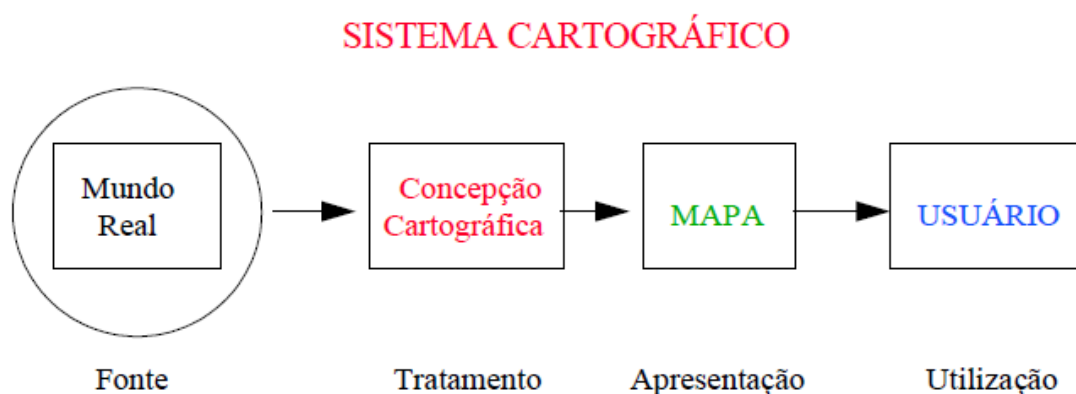 SISTEMA CARTOGRÁFICO
Mundo
Real
Concepção
Cartográfica
MAPA
USUÁRIO
Fonte
Tratamento
Apresentação
Utilização